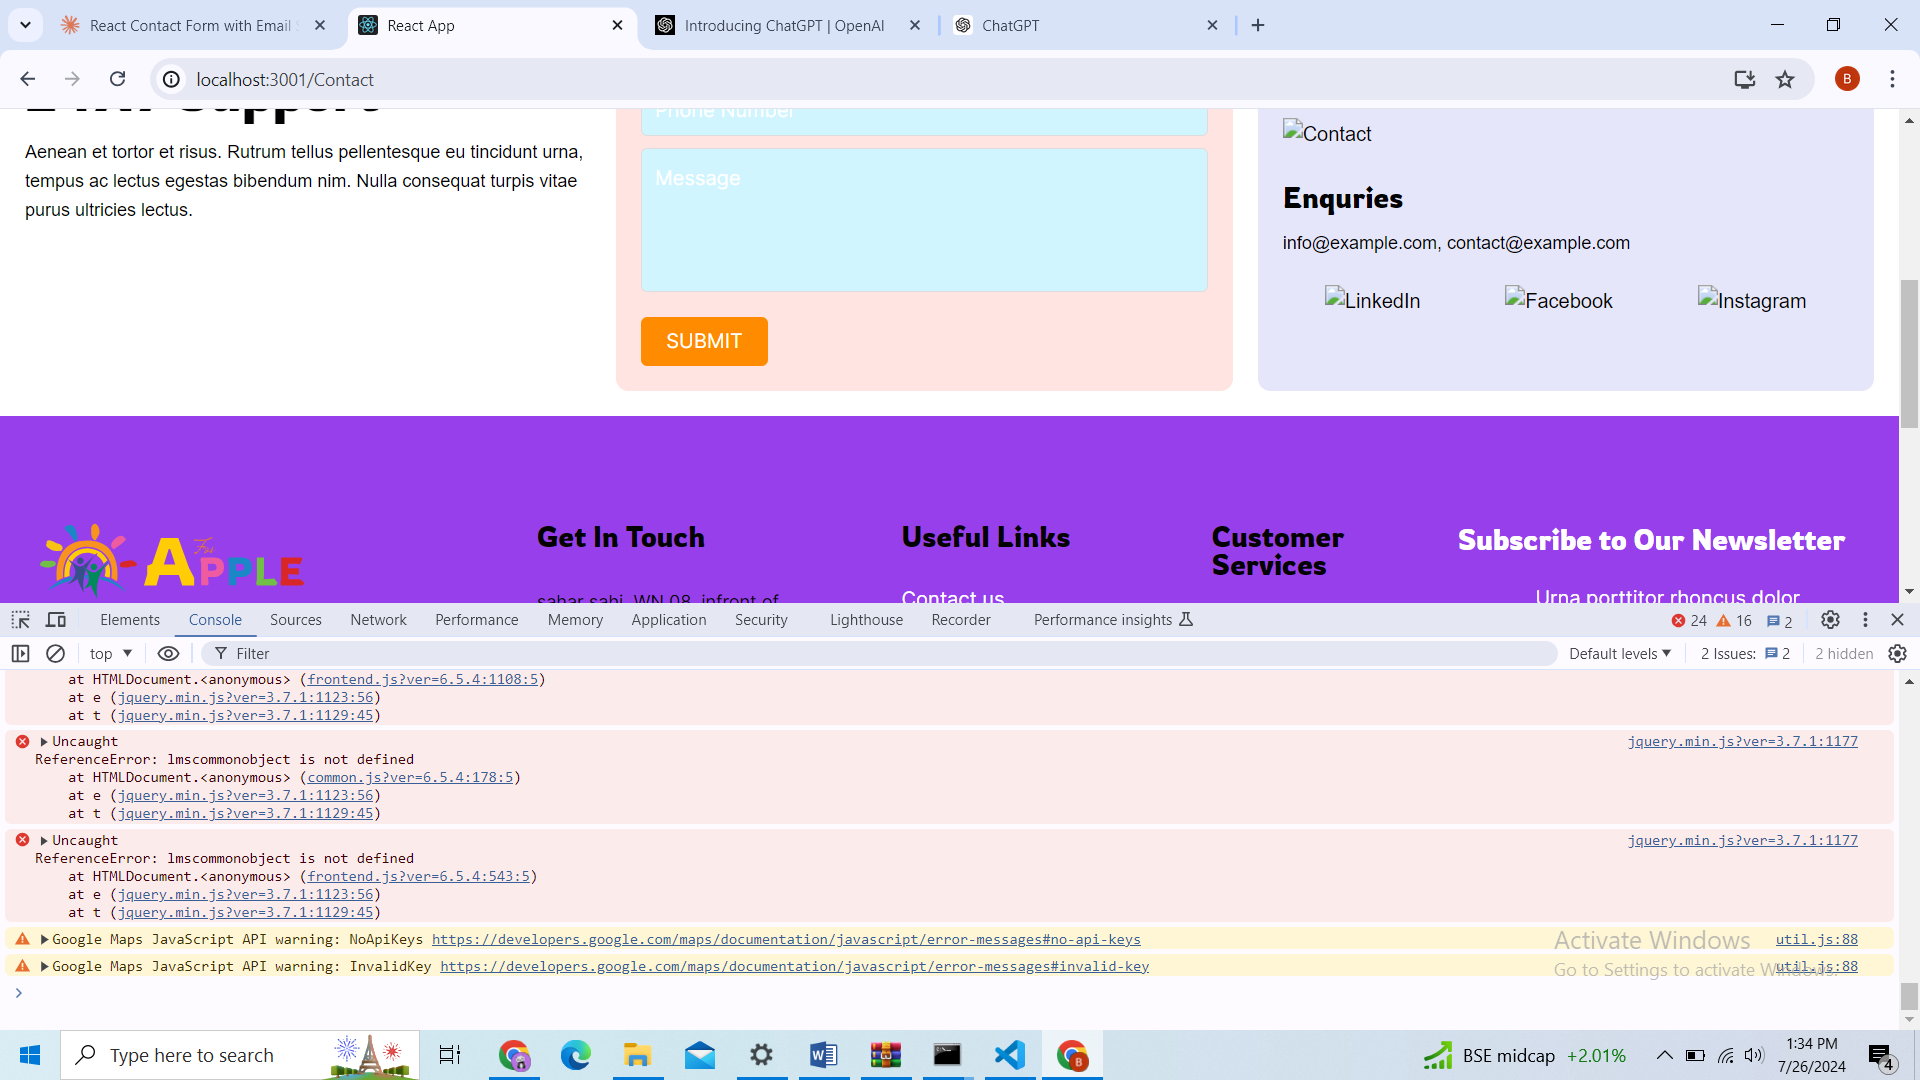 React Contact Form with Email
React App
Introducing ChatGPT | OpenAI
ChatGPT
localhost:3001/Contact
B
24X7 Support
Aenean et tortor et risus. Rutrum tellus pellentesque eu tincidunt urna,
tempus ac lectus egestas bibendum nim. Nulla consequat turpis vitae
purus ultricies lectus.
Phone Number
Message
SUBMIT
Contact
Enquries
info@example.com, contact@example.com
LinkedIn
Facebook
Instagram
A For APPLE
Get In Touch
sahar sahi, WN 08, infront of
Useful Links
Contact us
Customer
Services
Subscribe to Our Newsletter
Urna porttitor rhoncus dolor
Elements
Console
Sources
Network
Performance
Memory
Application
Security
Lighthouse
Recorder
Performance insights
24
16
2
top
Filter
Default levels
2 Issues:
2
2 hidden
at HTMLDocument.<anonymous> (frontend.js?ver=6.5.4:1108:5)
at e (jquery.min.js?ver=3.7.1:1123:56)
at t (jquery.min.js?ver=3.7.1:1129:45)
Uncaught
jquery.min.js?ver=3.7.1:1177
ReferenceError: lmscommonobject is not defined
at HTMLDocument.<anonymous> (common.js?ver=6.5.4:178:5)
at e (jquery.min.js?ver=3.7.1:1123:56)
at t (jquery.min.js?ver=3.7.1:1129:45)
Uncaught
jquery.min.js?ver=3.7.1:1177
ReferenceError: lmscommonobject is not defined
at HTMLDocument.<anonymous> (frontend.js?ver=6.5.4:543:5)
at e (jquery.min.js?ver=3.7.1:1123:56)
at t (jquery.min.js?ver=3.7.1:1129:45)
Google Maps JavaScript API warning: NoApiKeys https://developers.google.com/maps/documentation/javascript/error-messages#no-api-keys
util.js:88
Google Maps JavaScript API warning: InvalidKey https://developers.google.com/maps/documentation/javascript/error-messages#invalid-key
util.js:88
Activate Windows
Go to Settings to activate Windows.
Type here to search
BSE midcap +2.01%
1:34 PM
7/26/2024
4